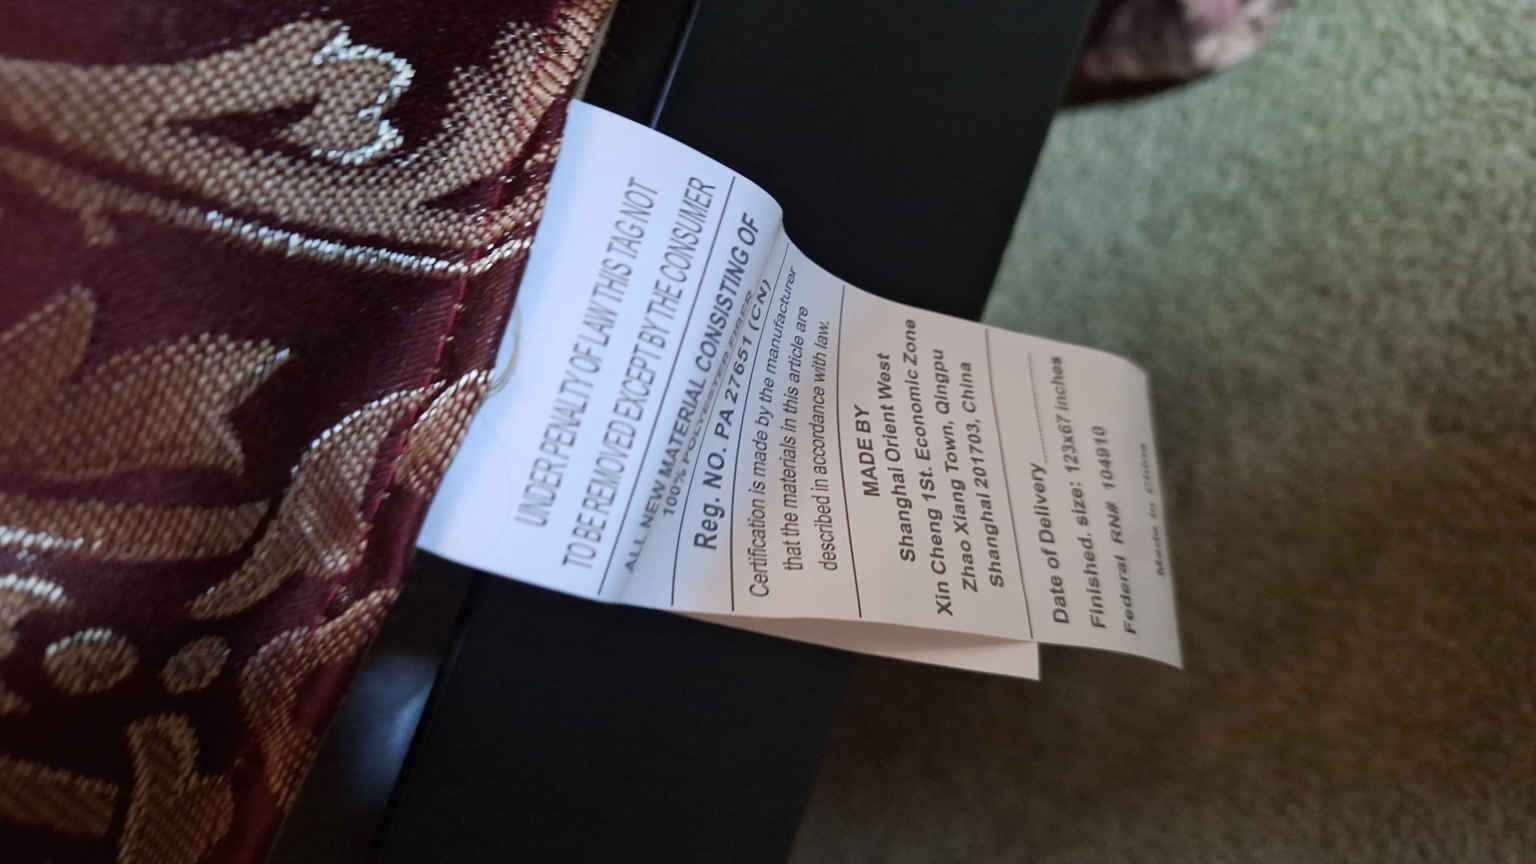 UNDER PENALTY OF LAW THIS TAG NOT
TO BE REMOVED EXCEPT BY THE CONSUMER
ALL NEW MATERIAL CONSISTING OF
100% POLYESTER FIBER
Reg. NO. PA 27651 (CN)
Certification is made by the manufacturer
that the materials in this article are
described in accordance with law.
MADE BY
Shanghai Orient West
Xin Cheng 1St. Economic Zone
Zhao Xiang Town, Qingpu
Shanghai 201703, China
Date of Delivery
Finished. size: 123x67 inches
Federal RN# 104910
Made in China